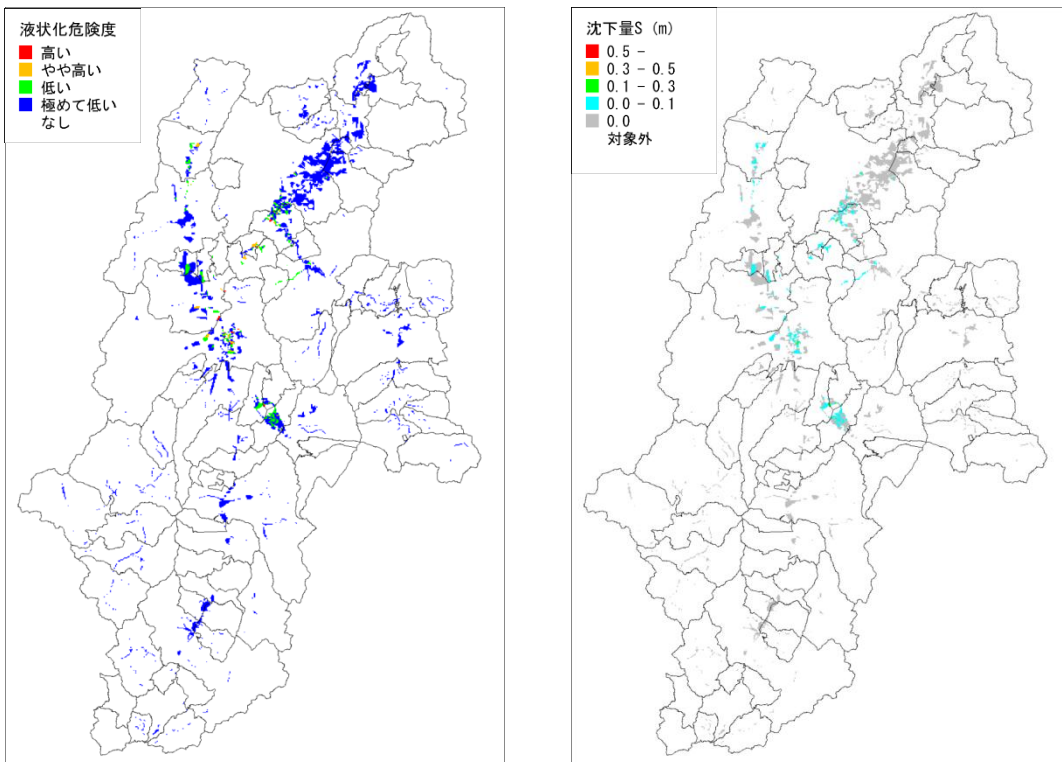 液状化危険度
高い
やや高い
低い
極めて低い
なし
沈下量S (m)
0.5 -
0.3 - 0.5
0.1 - 0.3
0.0 - 0.1
0.0
対象外